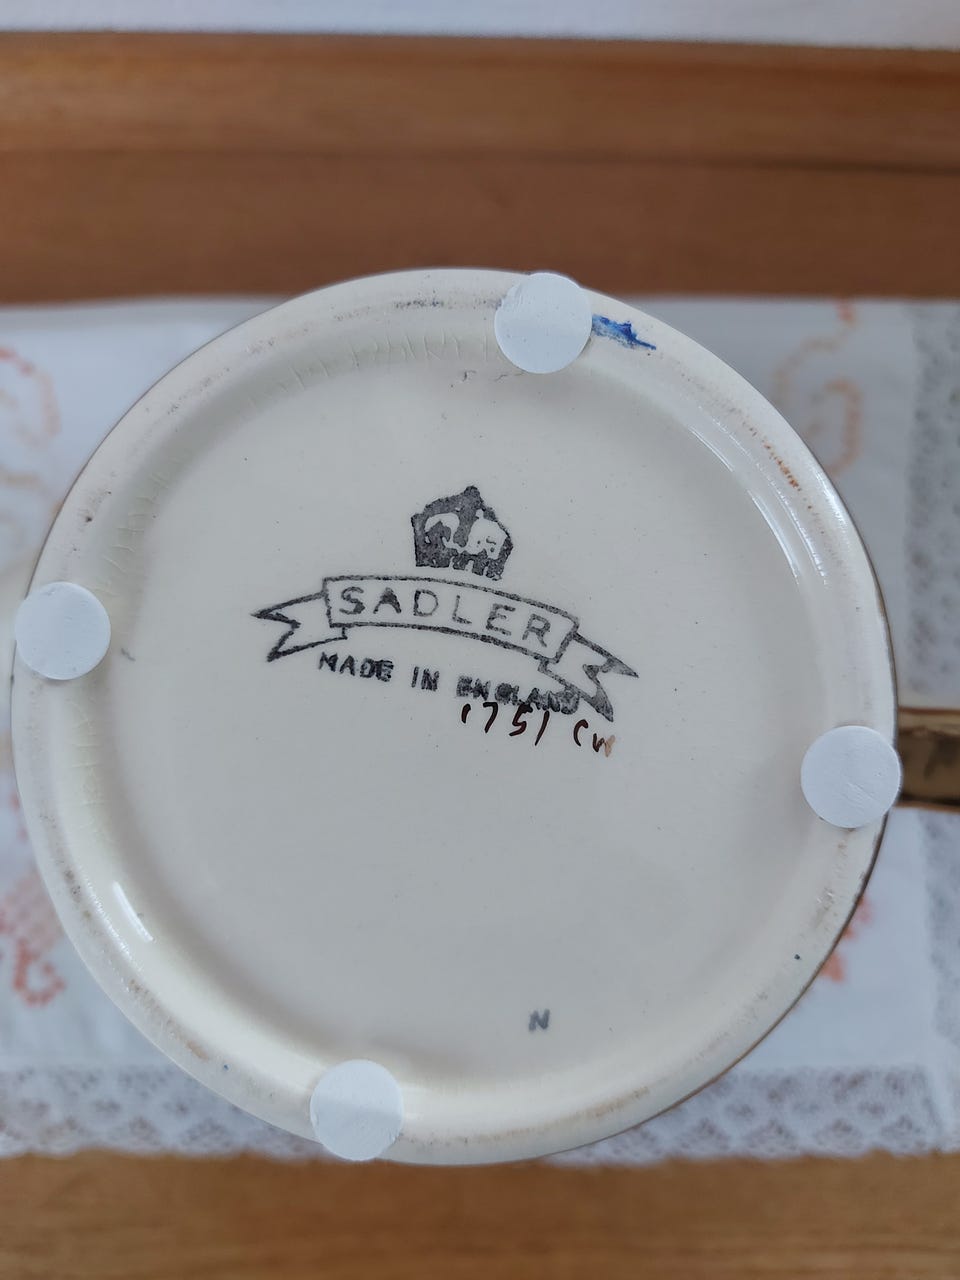 SADLER
MADE IN ENGLAND
1751 CW
N